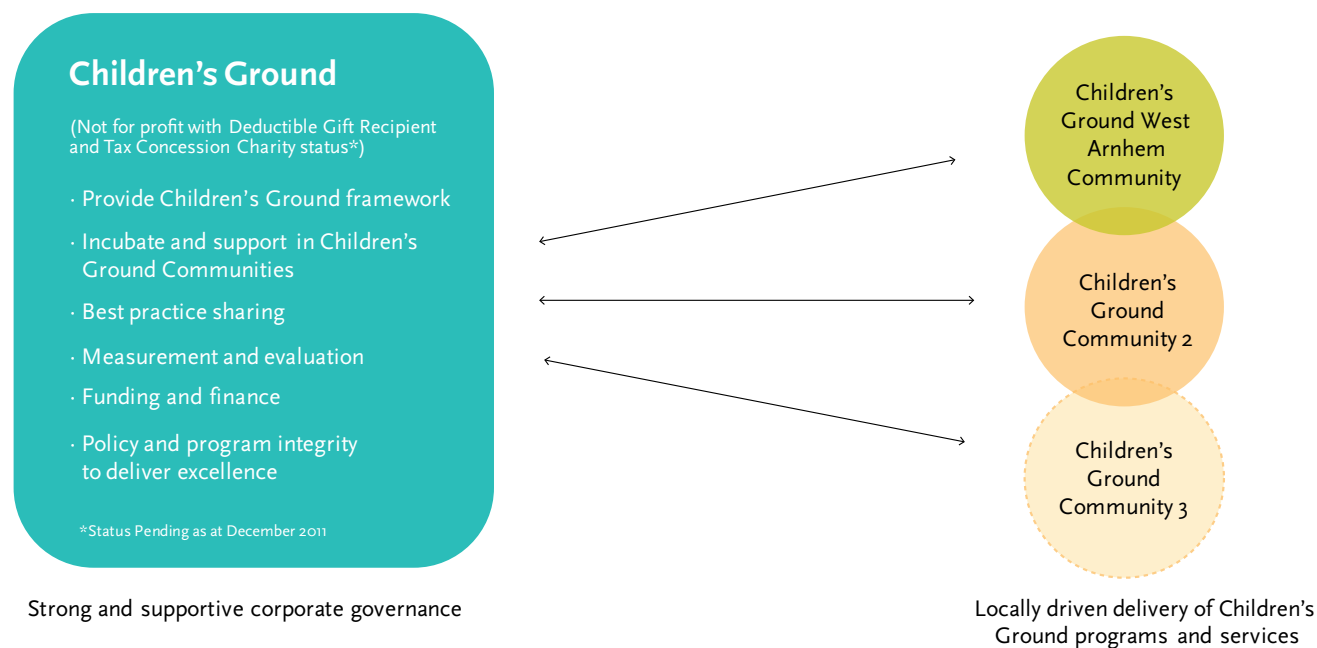 Children's Ground
(Not for profit with Deductible Gift Recipient
and Tax Concession Charity status*)
· Provide Children's Ground framework
· Incubate and support in Children's
Ground Communities
· Best practice sharing
· Measurement and evaluation
· Funding and finance
· Policy and program integrity
to deliver excellence
*Status Pending as at December 2011
Strong and supportive corporate governance
Children's
Ground West
Arnhem
Community
Children's
Ground
Community 2
Children's
Ground
Community 3
Locally driven delivery of Children's
Ground programs and services